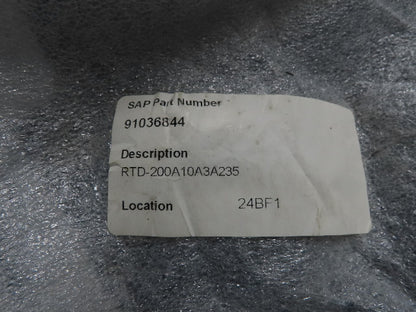 SAP Part Number
91036844
Description
RTD-200A10A3A235
Location 24BF1